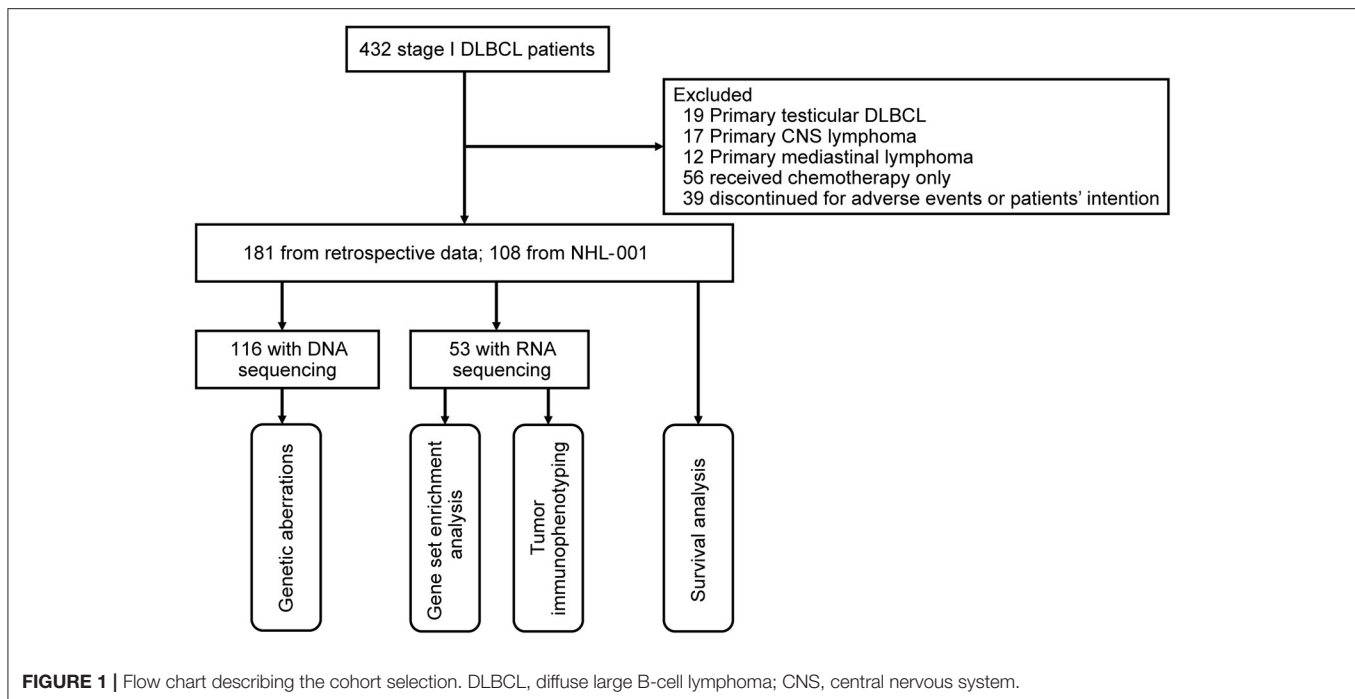 432 stage I DLBCL patients
Excluded
19 Primary testicular DLBCL
17 Primary CNS lymphoma
12 Primary mediastinal lymphoma
56 received chemotherapy only
39 discontinued for adverse events or patients’ intention
181 from retrospective data; 108 from NHL-001
116 with DNA
sequencing
53 with RNA
sequencing
Genetic aberrations
Gene set enrichment
analysis
Tumor
immunophenotyping
Survival analysis
FIGURE 1 | Flow chart describing the cohort selection. DLBCL, diffuse large B-cell lymphoma; CNS, central nervous system.